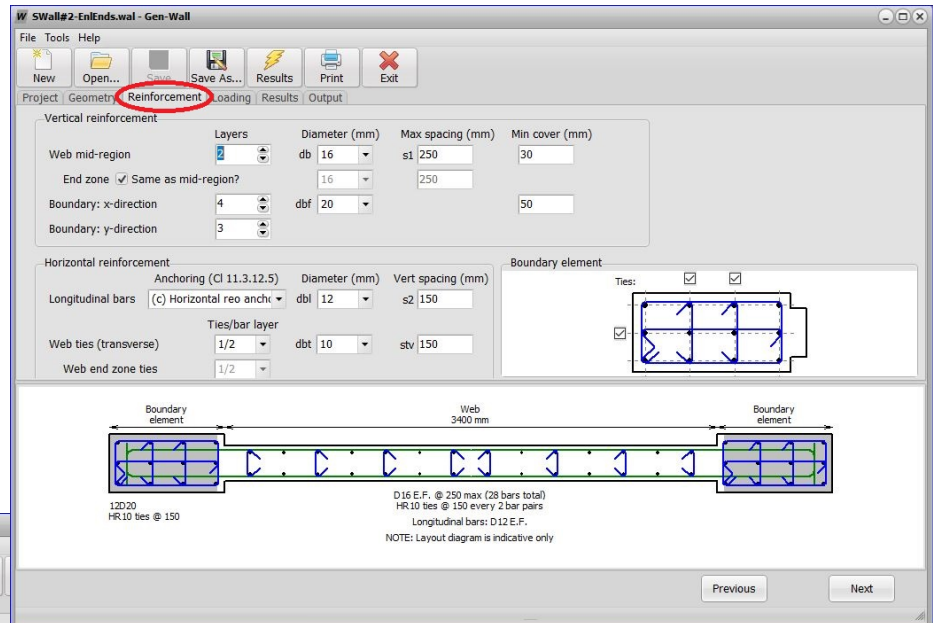 W SWall#2-EnlEnds.wal - Gen-Wall
File Tools Help
New Open... Save Save As... Results Print Exit
Project Geometry Reinforcement Loading Results Output
Vertical reinforcement
Layers Diameter (mm) Max spacing (mm) Min cover (mm)
Web mid-region 2 db 16 s1 250 30
End zone Same as mid-region? 16 250
Boundary: x-direction 4 dbf 20 50
Boundary: y-direction 3
Horizontal reinforcement
Anchoring (Cl 11.3.12.5) Diameter (mm) Vert spacing (mm)
Longitudinal bars (c) Horizontal reo ancho dbl 12 s2 150
Ties/bar layer
Web ties (transverse) 1/2 dbt 10 stv 150
Web end zone ties 1/2
Boundary element
Ties:
Boundary element
Web
3400 mm
Boundary element
12D20
HR10 ties @ 150
D16 E.F. @ 250 max (28 bars total)
HR10 ties @ 150 every 2 bar pairs
Longitudinal bars: D12 E.F.
NOTE: Layout diagram is indicative only
Previous Next